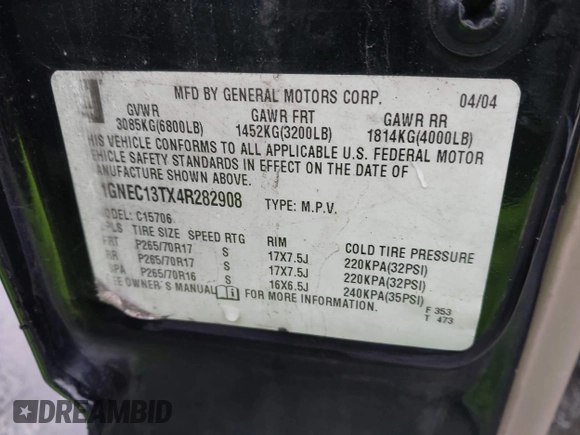 MFD BY GENERAL MOTORS CORP. 04/04
GVWR GAWR FRT GAWR RR
3085KG(6800LB) 1452KG(3200LB) 1814KG(4000LB)
HIS VEHICLE CONFORMS TO ALL APPLICABLE U.S. FEDERAL MOTOR
VEHICLE SAFETY STANDARDS IN EFFECT ON THE DATE OF
ANUFACTURE SHOWN ABOVE.
1GNEC13TX4R282908 TYPE: M.P.V.
ODEL: C15706
PLS TIRE SIZE SPEED RTG RIM COLD TIRE PRESSURE
FRT P265/70R17 S 17X7.5J 220KPA(32PSI)
RR P265/70R17 S 17X7.5J 220KPA(32PSI)
SPA P265/70R16 S 16X6.5J 240KPA(35PSI)
EE OWNER'S MANUAL FOR MORE INFORMATION.
F 353
T 473
DREAMBID